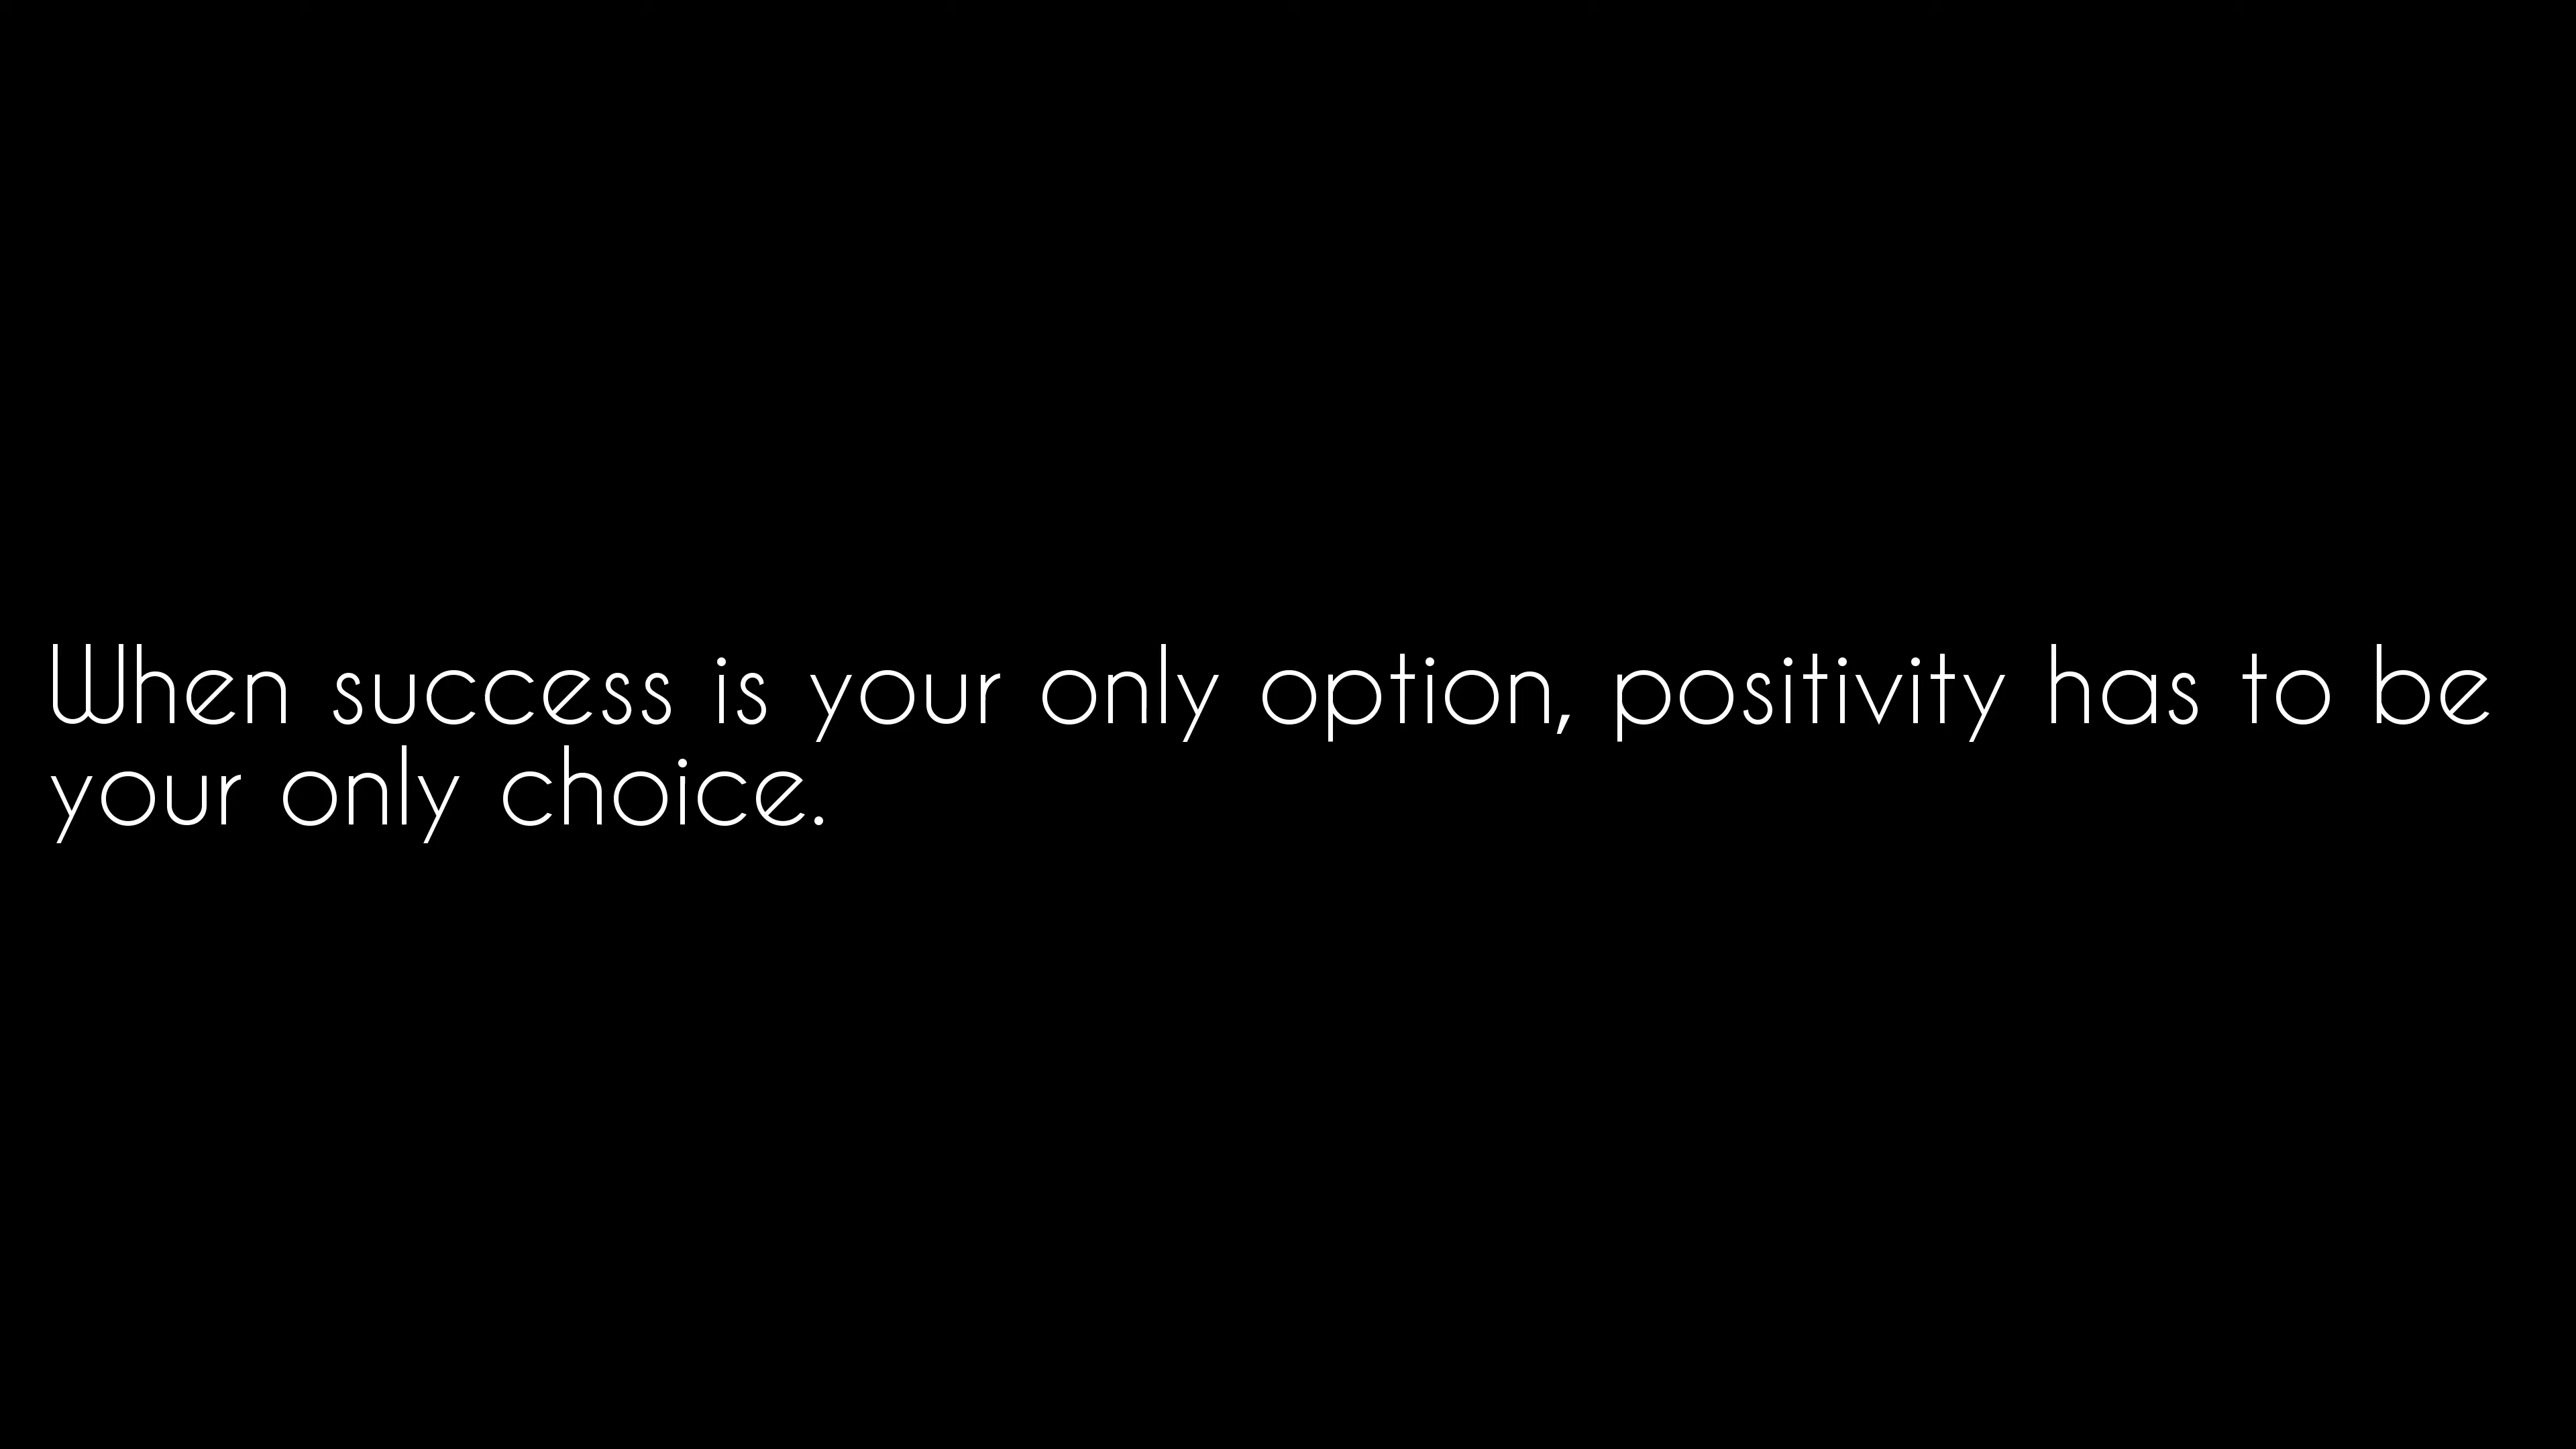 When success is your only option, positivity has to be
your only choice.